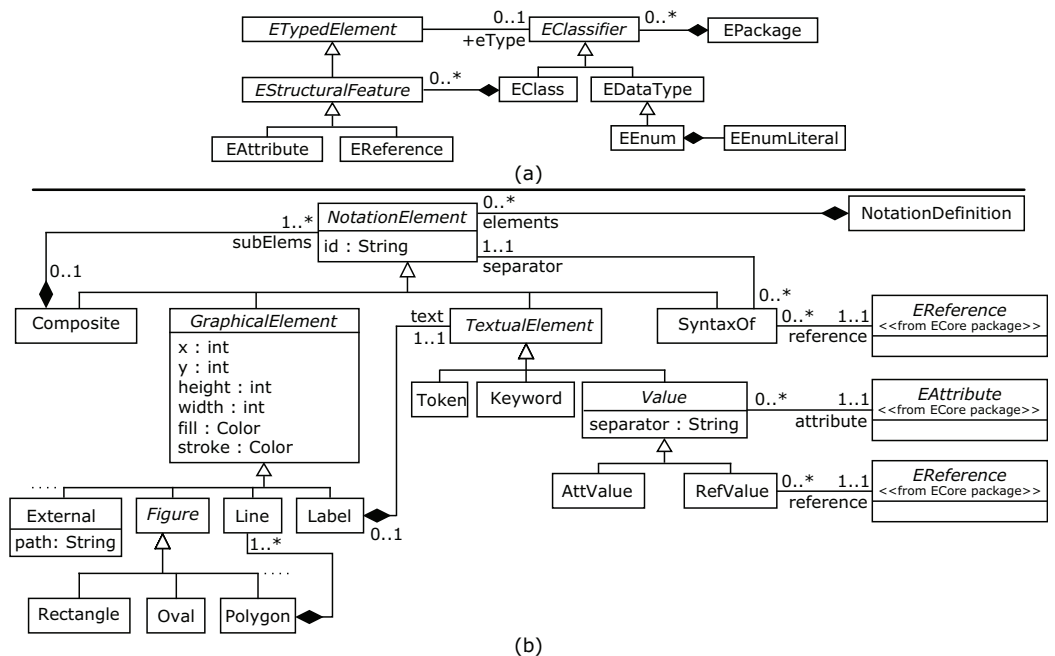 ETypedElement 0..1 EClassifier 0..* EPackage
+eType
EStructuralFeature 0..* EClass EDataType
EAttribute EReference EEnum EEnumLiteral
(a)
NotationElement 0..* NotationDefinition
1..* elements
subElems id : String 1..1
separator
0..1
0..*
Composite GraphicalElement text TextualElement SyntaxOf 0..* 1..1 EReference
<<from ECore package>>
1..1 reference
x : int
y : int
height : int
width : int
fill : Color
stroke : Color
Token Keyword Value 0..* 1..1 EAttribute
<<from ECore package>>
separator : String attribute
AttValue RefValue 0..* 1..1 EReference
<<from ECore package>>
reference
....
External Figure Line Label
path: String 0..1
1..*
....
Rectangle Oval Polygon
(b)